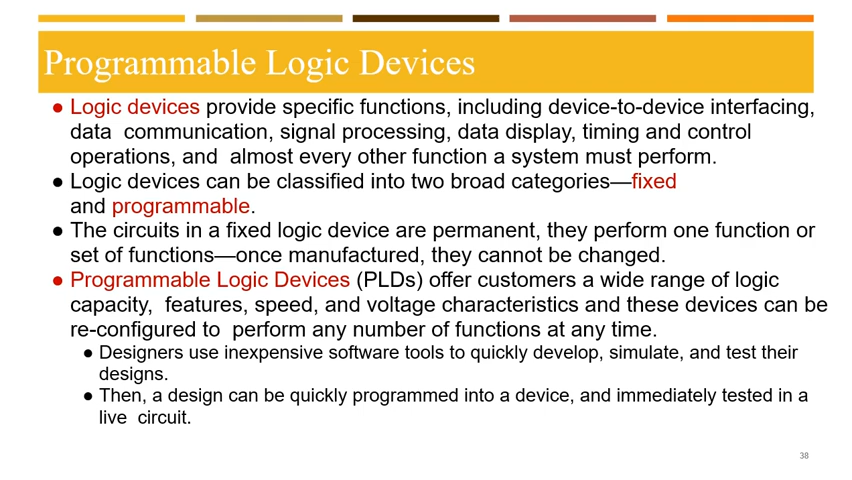 Programmable Logic Devices
● Logic devices provide specific functions, including device-to-device interfacing,
data  communication, signal processing, data display, timing and control
operations, and  almost every other function a system must perform.
● Logic devices can be classified into two broad categories—fixed
and programmable.
● The circuits in a fixed logic device are permanent, they perform one function or
set of functions—once manufactured, they cannot be changed.
● Programmable Logic Devices (PLDs) offer customers a wide range of logic
capacity,  features, speed, and voltage characteristics and these devices can be
re-configured to  perform any number of functions at any time.
● Designers use inexpensive software tools to quickly develop, simulate, and test their
designs.
● Then, a design can be quickly programmed into a device, and immediately tested in a
live  circuit.
38